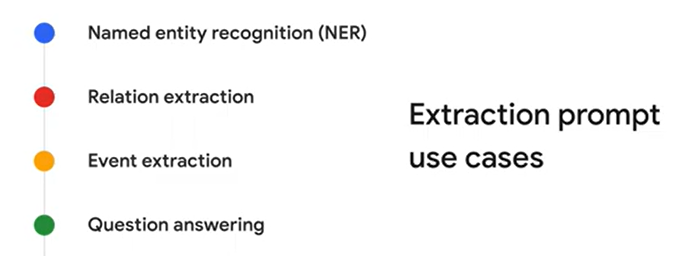 Named entity recognition (NER)
Relation extraction
Event extraction
Question answering
Extraction prompt
use cases